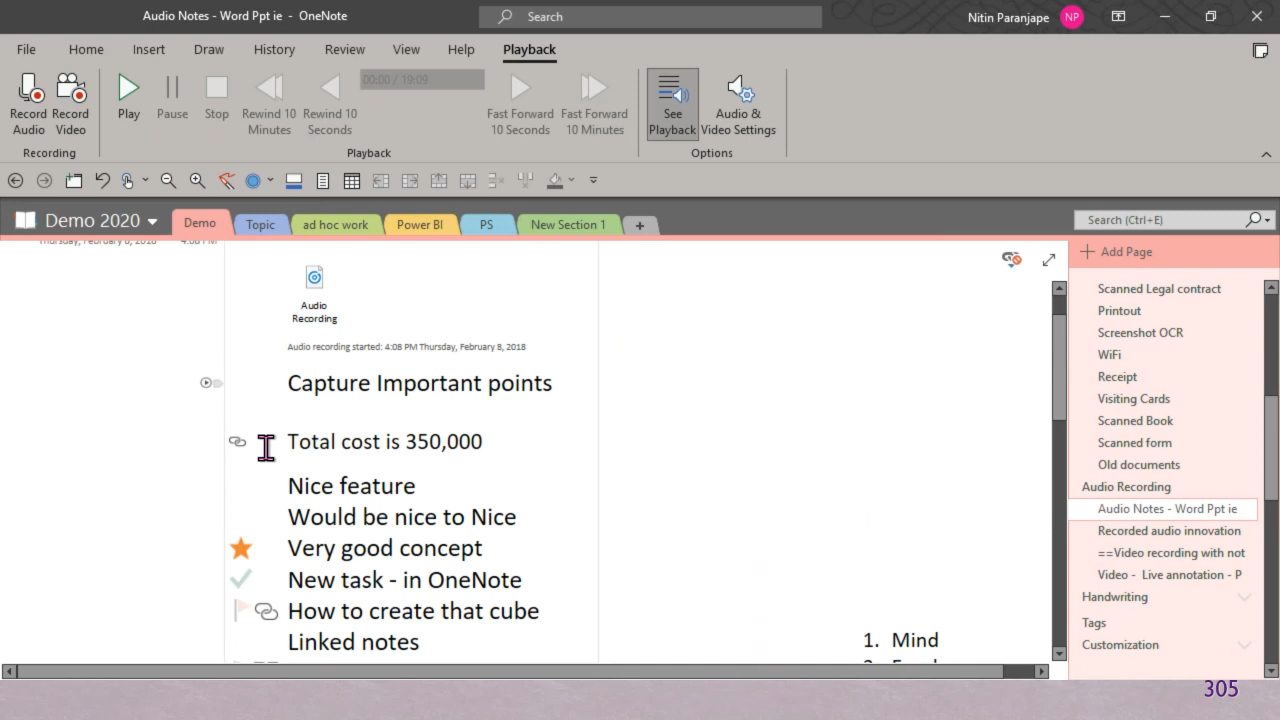 Audio Notes - Word Ppt ie - OneNote
Search
Nitin Paranjape
NP
File Home Insert Draw History Review View Help Playback
Record Audio
Record Video
Play
Pause
Stop
Rewind 10 Minutes
Rewind 10 Seconds
00:00 / 19:09
Fast Forward 10 Seconds
Fast Forward 10 Minutes
See Playback
Audio & Video Settings
Recording
Playback
Options
Demo 2020
Demo
Topic
ad hoc work
Power BI
PS
New Section 1
Search (Ctrl+E)
Thursday, February 8, 2018 4:08 PM
Audio
Recording
Audio recording started: 4:08 PM Thursday, February 8, 2018
Capture Important points
Total cost is 350,000
Nice feature
Would be nice to Nice
Very good concept
New task - in OneNote
How to create that cube
Linked notes
1. Mind
Add Page
Scanned Legal contract
Printout
Screenshot OCR
WiFi
Receipt
Visiting Cards
Scanned Book
Scanned form
Old documents
Audio Recording
Audio Notes - Word Ppt ie
Recorded audio innovation
==Video recording with not
Video - Live annotation - P
Handwriting
Tags
Customization
305